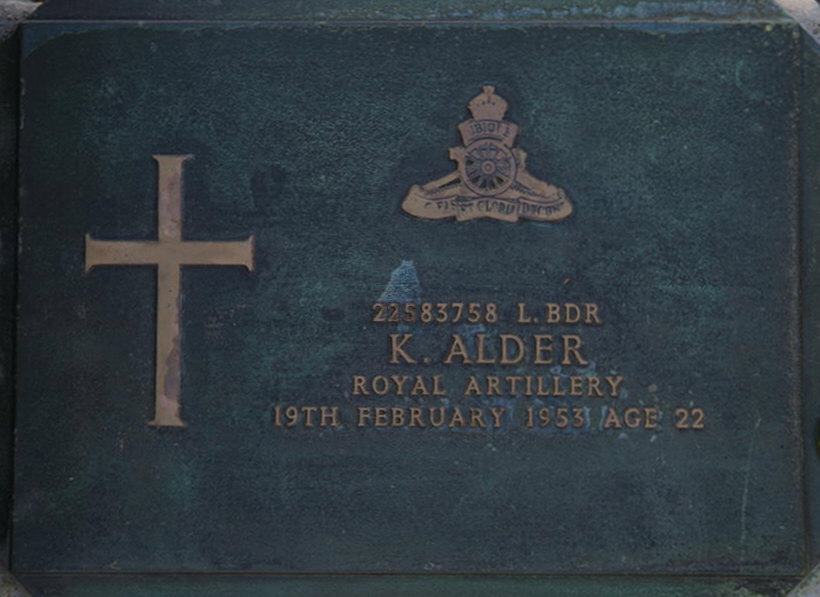 22583758 L.BDR
K. ALDER
ROYAL ARTILLERY
19TH FEBRUARY 1953 AGE 22